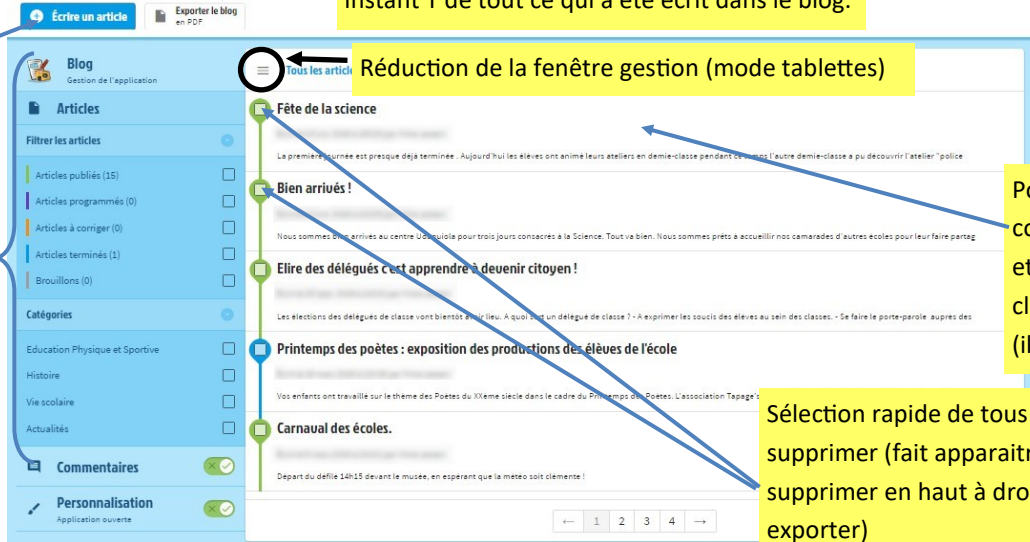 instant T de tout ce qui a été écrit dans le blog.
Écrire un article
Exporter le blog
en PDF
Blog
Gestion de l'application
Tous les article
Réduction de la fenêtre gestion (mode tablettes)
Articles
Filtrer les articles
Articles publiés (15)
Articles programmés (0)
Articles à corriger (0)
Articles terminés (1)
Brouillons (0)
Catégories
Education Physique et Sportive
Histoire
Vie scolaire
Actualités
Commentaires
Personnalisation
Application ouverte
Fête de la science
La première journée est presque déjà terminée . Aujourd'hui les élèves ont animé leurs ateliers en demie-classe pendant ce temps l'autre demie-classe a pu découvrir l'atelier "police
Bien arrivés !
Nous sommes bien arrivés au centre pour trois jours consacrés à la Science. Tout va bien. Nous sommes prêts à accueillir nos camarades d'autres écoles pour leur faire partag
Elire des délégués c'est apprendre à devenir citoyen !
Les élections des délégués de classe vont bientôt avoir lieu. A quoi sert un délégué de classe ? - A exprimer les soucis des élèves au sein des classes. - Se faire le porte-parole aupres des
Printemps des poètes : exposition des productions des élèves de l'école
Vos enfants ont travaillé sur le thème des Poètes du XXème siècle dans le cadre du Printemps des Poètes. L'association Tapage's
Carnaval des écoles.
Départ du défilé 14h15 devant le musée, en espérant que la météo soit clémente !
← 1 2 3 4 →
Po
co
et
cl
(il
Sélection rapide de tous
supprimer (fait apparaitr
supprimer en haut à dro
exporter)